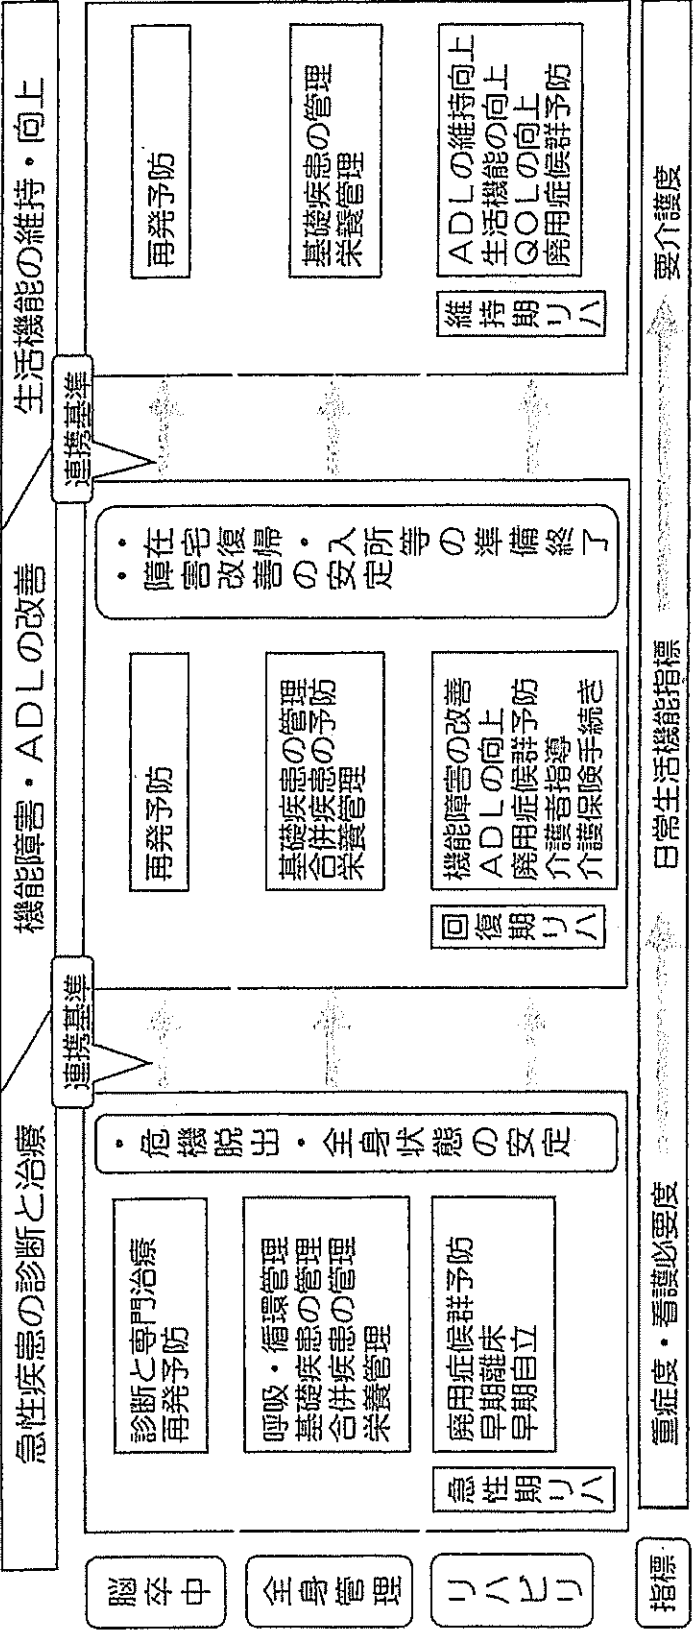 急性疾患の診断と治療
機能障害・ADLの改善
生活機能の維持・向上
連携基準
連携基準
脳卒中
診断と専門治療
再発予防
再発予防
再発予防
全身管理
呼吸・循環管理
基礎疾患の管理
合併疾患の管理
栄養管理
基礎疾患の管理
合併疾患の予防
栄養管理
基礎疾患の管理
栄養管理
リハビリ
急性期リハ
廃用症候群予防
早期離床
早期自立
・危機脱出・全身状態の安定
回復期リハ
機能障害の改善
ADLの向上
廃用症候群予防
介護者指導
介護保険手続き
・障害改善の安定
・在宅復帰・入所等の準備終了
維持期リハ
ADLの維持向上
生活機能の向上
QOLの向上
廃用症候群予防
指標
重症度・看護必要度
日常生活機能指標
要介護度